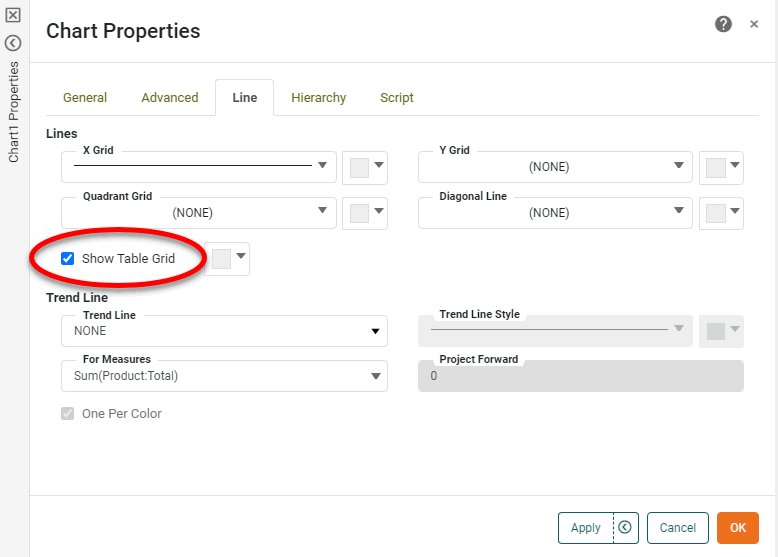 Chart Properties
Chart1 Properties
General Advanced Line Hierarchy Script
Lines
X Grid
Y Grid
(NONE)
Quadrant Grid
(NONE)
Diagonal Line
(NONE)
Show Table Grid
Trend Line
Trend Line
NONE
Trend Line Style
For Measures
Sum(Product:Total)
Project Forward
0
One Per Color
Apply Cancel OK